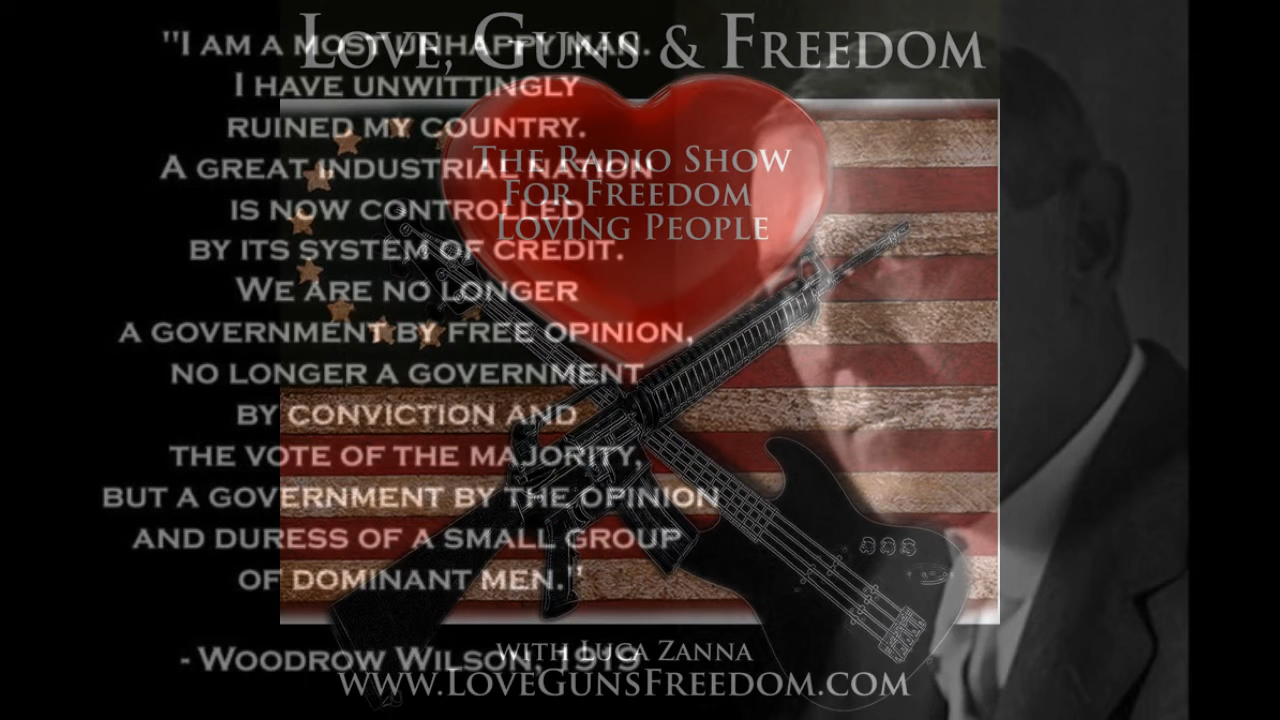 Love, Guns & Freedom
"I am a most unhappy man.
I have unwittingly
ruined my country.
A great industrial nation
is now controlled
by its system of credit.
We are no longer
a government by free opinion,
no longer a government
by conviction and
the vote of the majority,
but a government by the opinion
and duress of a small group
of dominant men."
- Woodrow Wilson, 1919
The Radio Show
For Freedom
Loving People
with Luca Zanna
www.LoveGunsFreedom.com